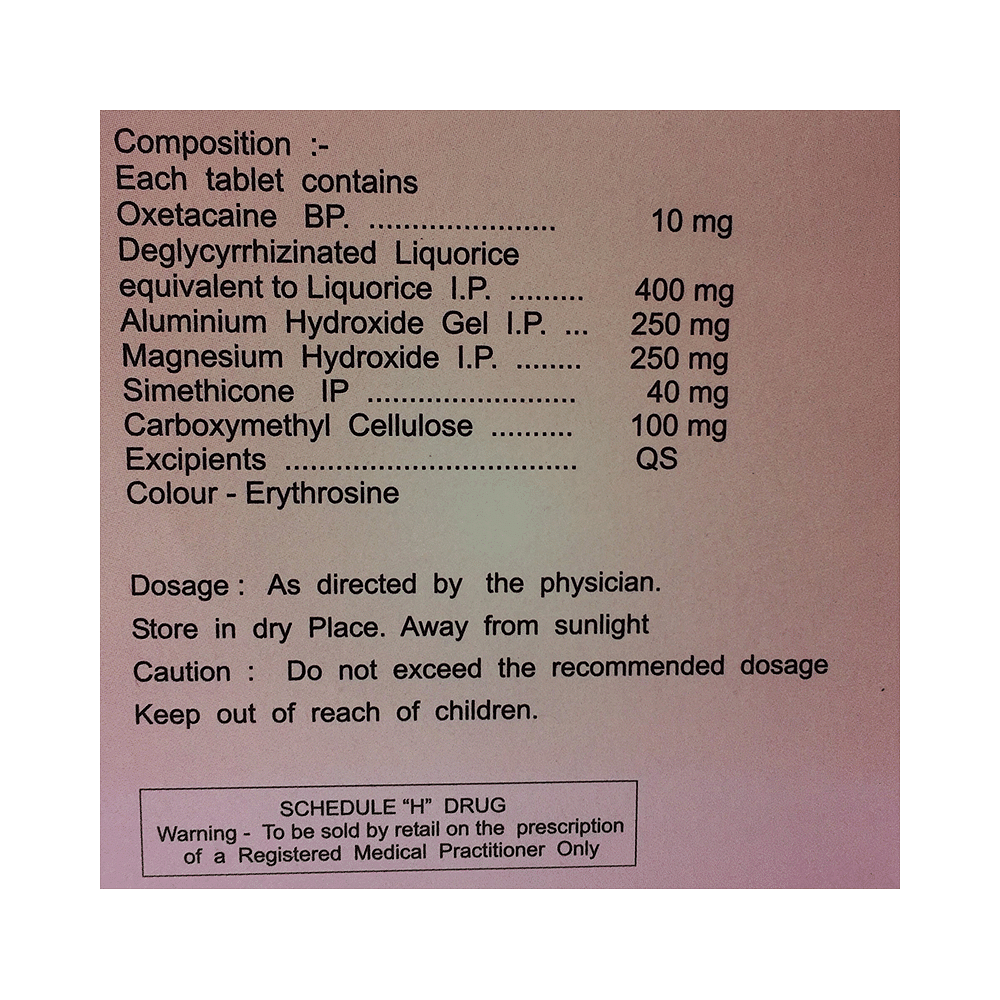 Composition :-
Each tablet contains
Oxetacaine BP. ...................... 10 mg
Deglycyrrhizinated Liquorice
equivalent to Liquorice I.P. ......... 400 mg
Aluminium Hydroxide Gel I.P. ... 250 mg
Magnesium Hydroxide I.P. ........ 250 mg
Simethicone IP ......................... 40 mg
Carboxymethyl Cellulose .......... 100 mg
Excipients ................................... QS
Colour - Erythrosine
Dosage : As directed by the physician.
Store in dry Place. Away from sunlight
Caution : Do not exceed the recommended dosage
Keep out of reach of children.
SCHEDULE “H” DRUG
Warning - To be sold by retail on the prescription
of a Registered Medical Practitioner Only